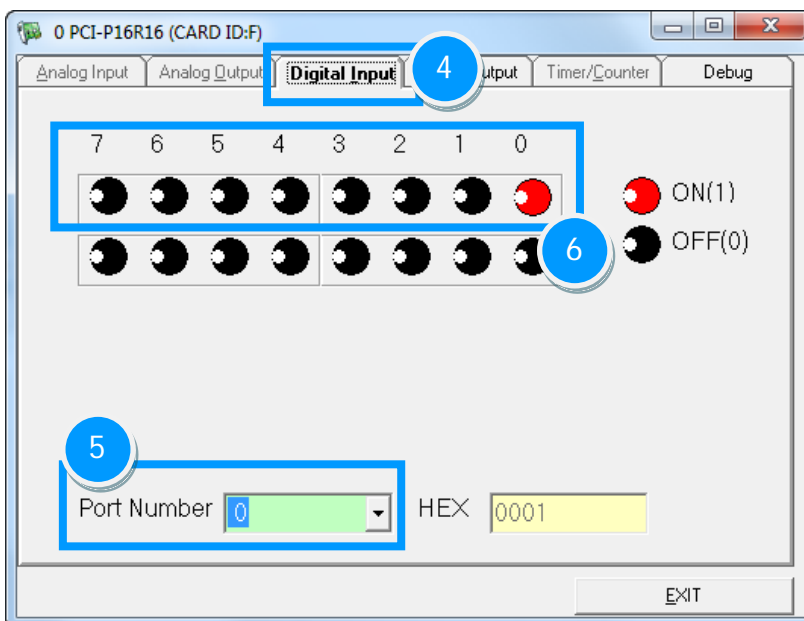 0 PCI-P16R16 (CARD ID:F)
Analog Input Analog Output Digital Input 4 utput Timer/Counter Debug
7 6 5 4 3 2 1 0
ON(1)
6 OFF(0)
5
Port Number 0 HEX 0001
EXIT